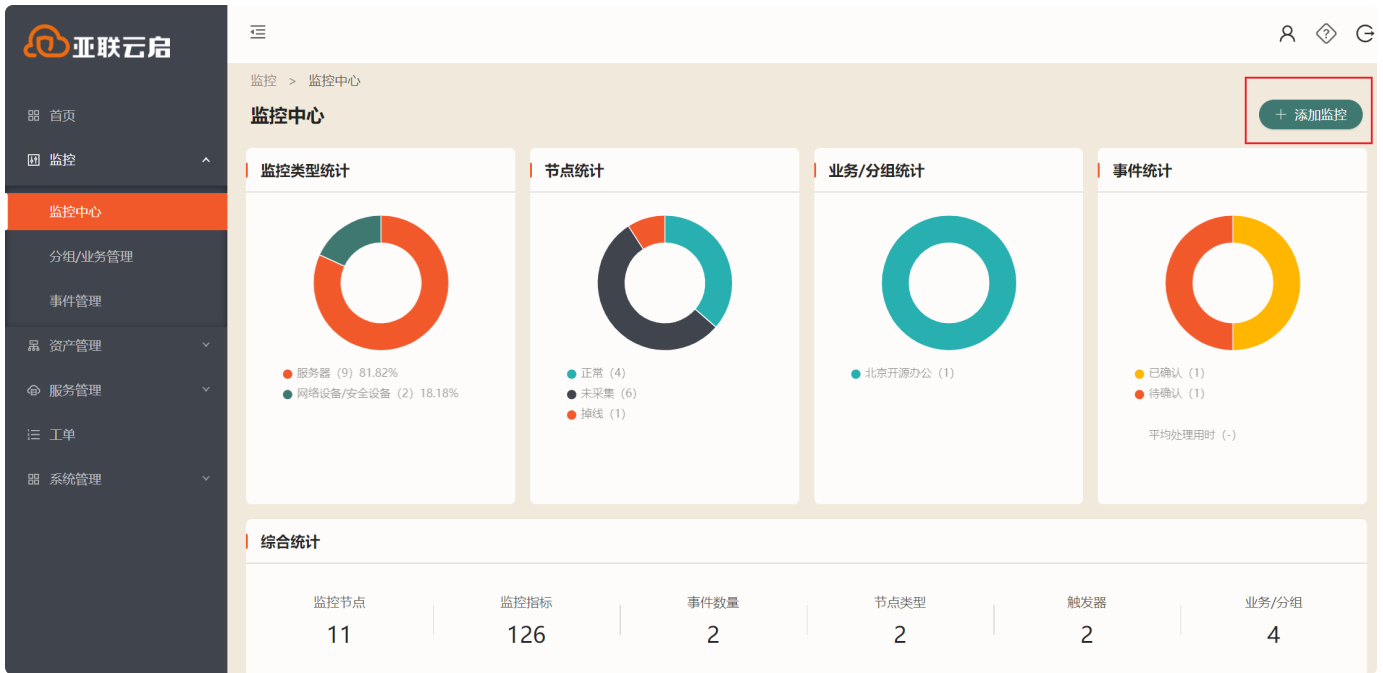 亚联云启
首页
监控
监控中心
分组/业务管理
事件管理
资产管理
服务管理
工单
系统管理
监控 > 监控中心
监控中心
+ 添加监控
监控类型统计
服务器（9）81.82%
网络设备/安全设备（2）18.18%
节点统计
正常（4）
未采集（6）
掉线（1）
业务/分组统计
北京开源办公（1）
事件统计
已确认（1）
待确认（1）
平均处理用时（-）
综合统计
监控节点
11
监控指标
126
事件数量
2
节点类型
2
触发器
2
业务/分组
4